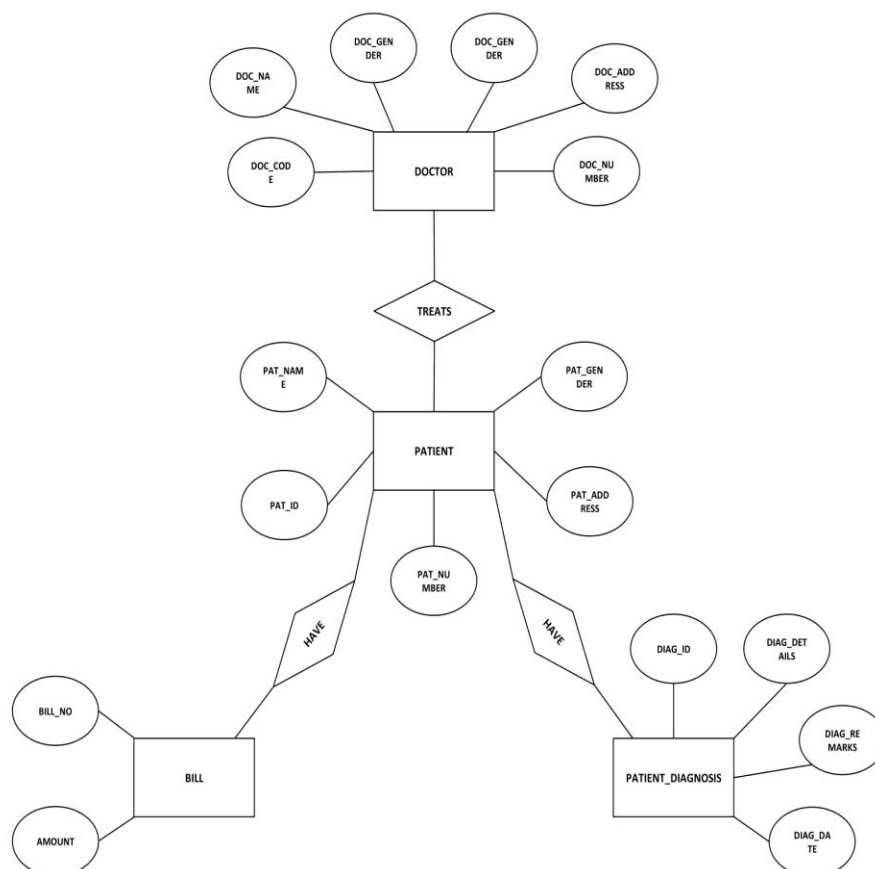 DOC_GEN
DER
DOC_GEN
DER
DOC_NA
ME
DOC_ADD
RESS
DOC_COD
E
DOCTOR
DOC_NU
MBER
TREATS
PAT_NAM
E
PAT_GEN
DER
PATIENT
PAT_ID
PAT_ADD
RESS
PAT_NU
MBER
HAVE
HAVE
DIAG_ID
DIAG_DET
AILS
BILL_NO
DIAG_RE
MARKS
BILL
PATIENT_DIAGNOSIS
AMOUNT
DIAG_DA
TE